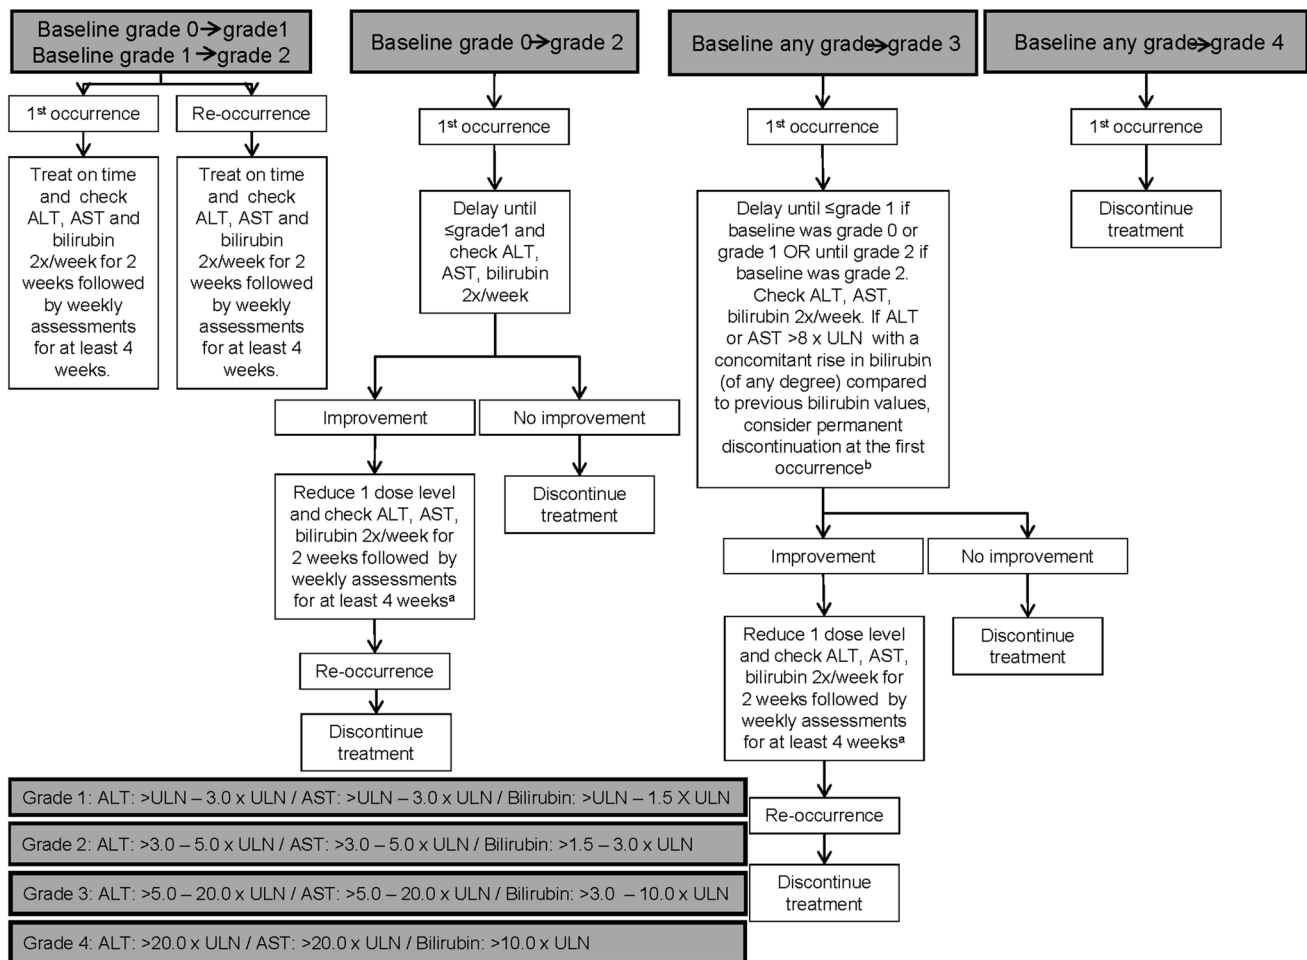 Baseline grade 0→grade1
Baseline grade 1→grade 2
1st occurrence
Treat on time
and check
ALT, AST and
bilirubin
2x/week for 2
weeks followed
by weekly
assessments
for at least 4
weeks.
Re-occurrence
Treat on time
and check
ALT, AST and
bilirubin
2x/week for 2
weeks followed
by weekly
assessments
for at least 4
weeks.
Baseline grade 0→grade 2
1st occurrence
Delay until
≤grade1 and
check ALT,
AST, bilirubin
2x/week
Improvement
Reduce 1 dose level
and check ALT, AST,
bilirubin 2x/week for
2 weeks followed by
weekly assessments
for at least 4 weeksᵃ
Re-occurrence
Discontinue
treatment
No improvement
Discontinue
treatment
Baseline any grade→grade 3
1st occurrence
Delay until ≤grade 1 if
baseline was grade 0 or
grade 1 OR until grade 2 if
baseline was grade 2.
Check ALT, AST,
bilirubin 2x/week. If ALT
or AST >8 x ULN with a
concomitant rise in bilirubin
(of any degree) compared
to previous bilirubin values,
consider permanent
discontinuation at the first
occurrenceᵇ
Improvement
Reduce 1 dose level
and check ALT, AST,
bilirubin 2x/week for
2 weeks followed by
weekly assessments
for at least 4 weeksᵃ
Re-occurrence
Discontinue
treatment
No improvement
Discontinue
treatment
Baseline any grade→grade 4
1st occurrence
Discontinue
treatment
Grade 1: ALT: >ULN – 3.0 x ULN / AST: >ULN – 3.0 x ULN / Bilirubin: >ULN – 1.5 X ULN
Grade 2: ALT: >3.0 – 5.0 x ULN / AST: >3.0 – 5.0 x ULN / Bilirubin: >1.5 – 3.0 x ULN
Grade 3: ALT: >5.0 – 20.0 x ULN / AST: >5.0 – 20.0 x ULN / Bilirubin: >3.0 – 10.0 x ULN
Grade 4: ALT: >20.0 x ULN / AST: >20.0 x ULN / Bilirubin: >10.0 x ULN